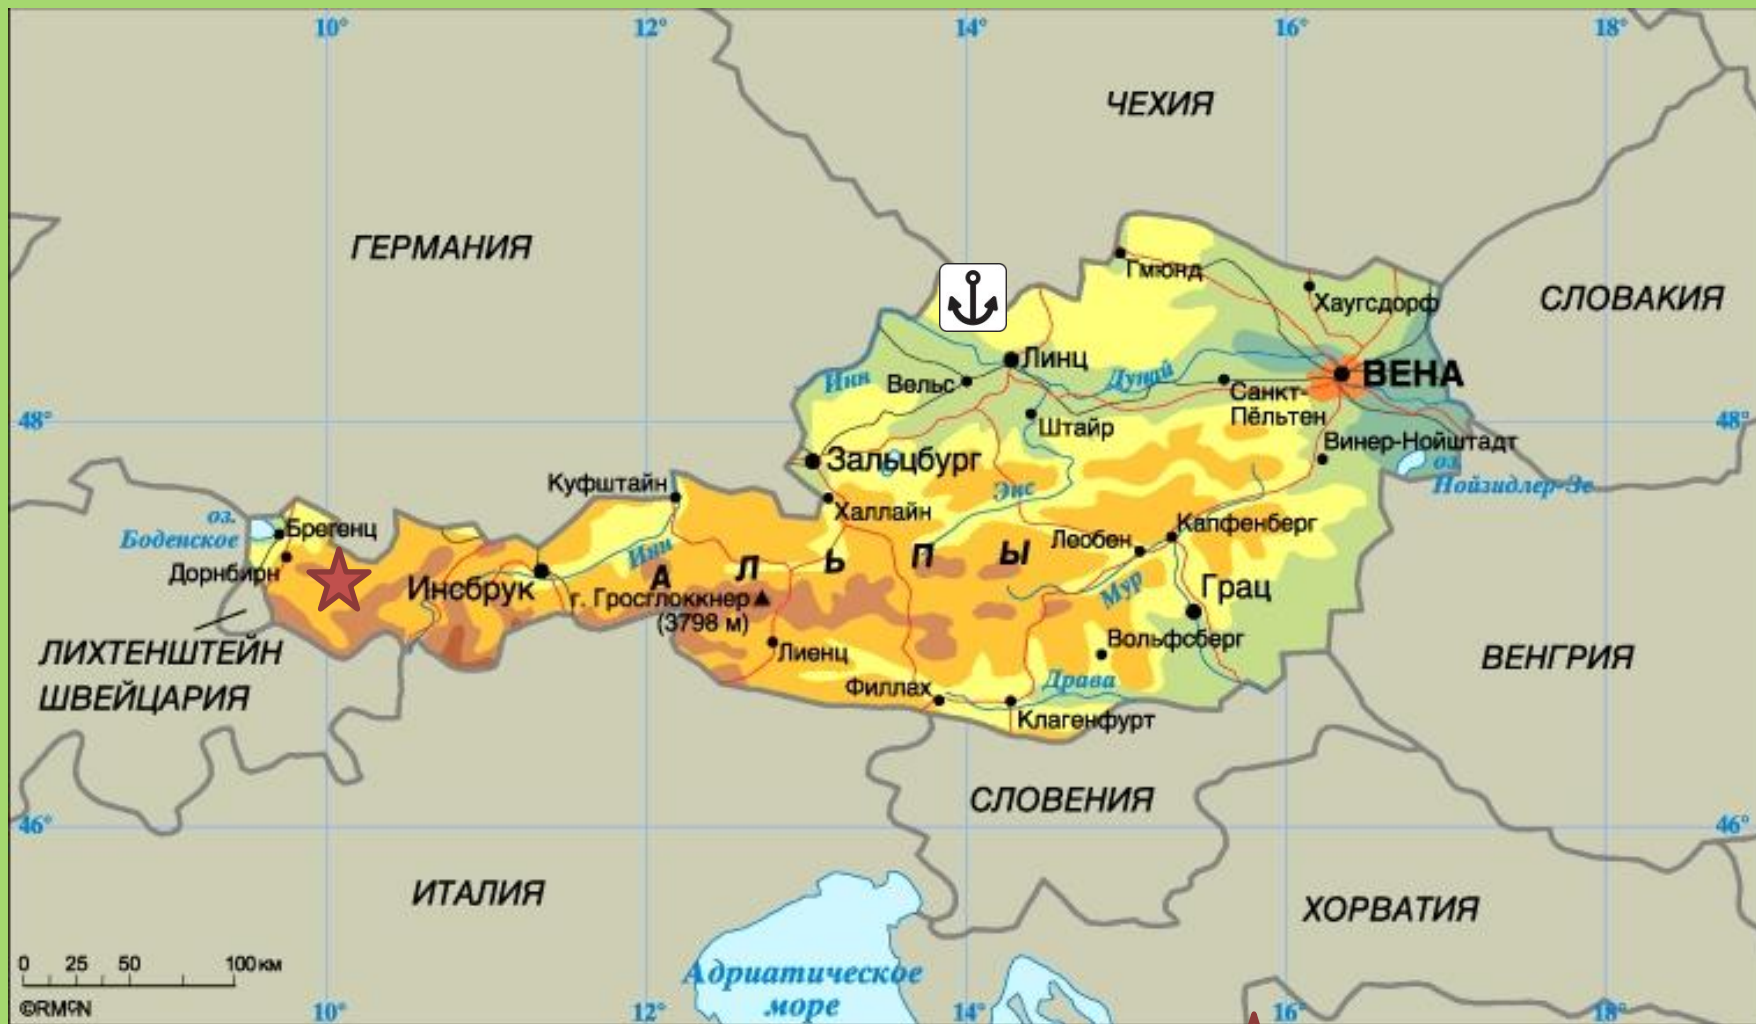 10° 12° 14° 16° 18°
ЧЕХИЯ
ГЕРМАНИЯ
Гмюнд
СЛОВАКИЯ
Хаугсдорф
Линц
ВЕНА
Инн
Вельс
Дунай
Санкт-
Пёльтен
48° 48°
Штайр
Винер-Нойштадт
Зальцбург
оз.
Нойзидлер-Зе
Куфштайн
Энс
Халлайн
оз.
Боденское
Брегенц
Капфенберг
Леобен
Инн
АЛЬПЫ
Дорнбирн
Инсбрук
Мур
Грац
г. Гросглоккнер
(3798 м)
Вольфсберг
ЛИХТЕНШТЕЙН
Лиенц
ВЕНГРИЯ
ШВЕЙЦАРИЯ
Филлах
Драва
Клагенфурт
СЛОВЕНИЯ
46° 46°
ИТАЛИЯ
ХОРВАТИЯ
0 25 50 100 км
Адриатическое
море
©RMcN
10° 12° 14° 16° 18°